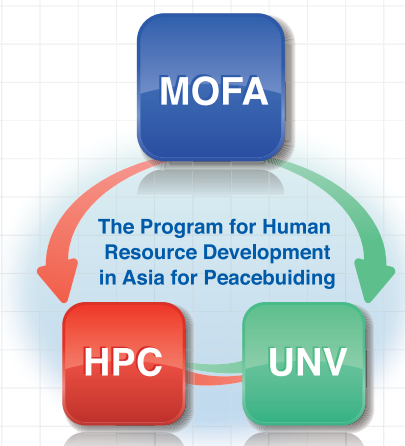 MOFA
The Program for Human
Resource Development
in Asia for Peacebuiding
HPC
UNV